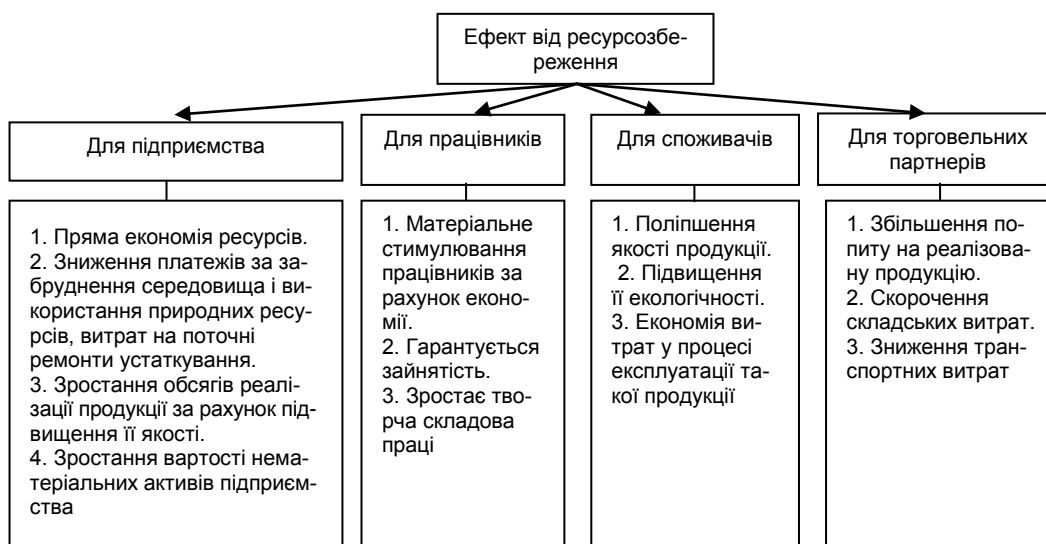 Ефект від ресурсозбе-
реження
Для підприємства
Для працівників
Для споживачів
Для торговельних
партнерів
1. Пряма економія ресурсів.
2. Зниження платежів за за-
бруднення середовища і ви-
користання природних ресу-
рсів, витрат на поточні
ремонти устаткування.
3. Зростання обсягів реалі-
зації продукції за рахунок під-
вищення її якості.
4. Зростання вартості нема-
теріальних активів підприєм-
ства
1. Матеріальне
стимулювання
працівників за
рахунок еконо-
мії.
2. Гарантується
зайнятість.
3. Зростає тво-
рча складова
праці
1. Поліпшення
якості продукції.
2. Підвищення
її екологічності.
3. Економія ви-
трат у процесі
експлуатації та-
кої продукції
1. Збільшення по-
питу на реалізова-
ну продукцію.
2. Скорочення
складських витрат.
3. Зниження тран-
спортних витрат